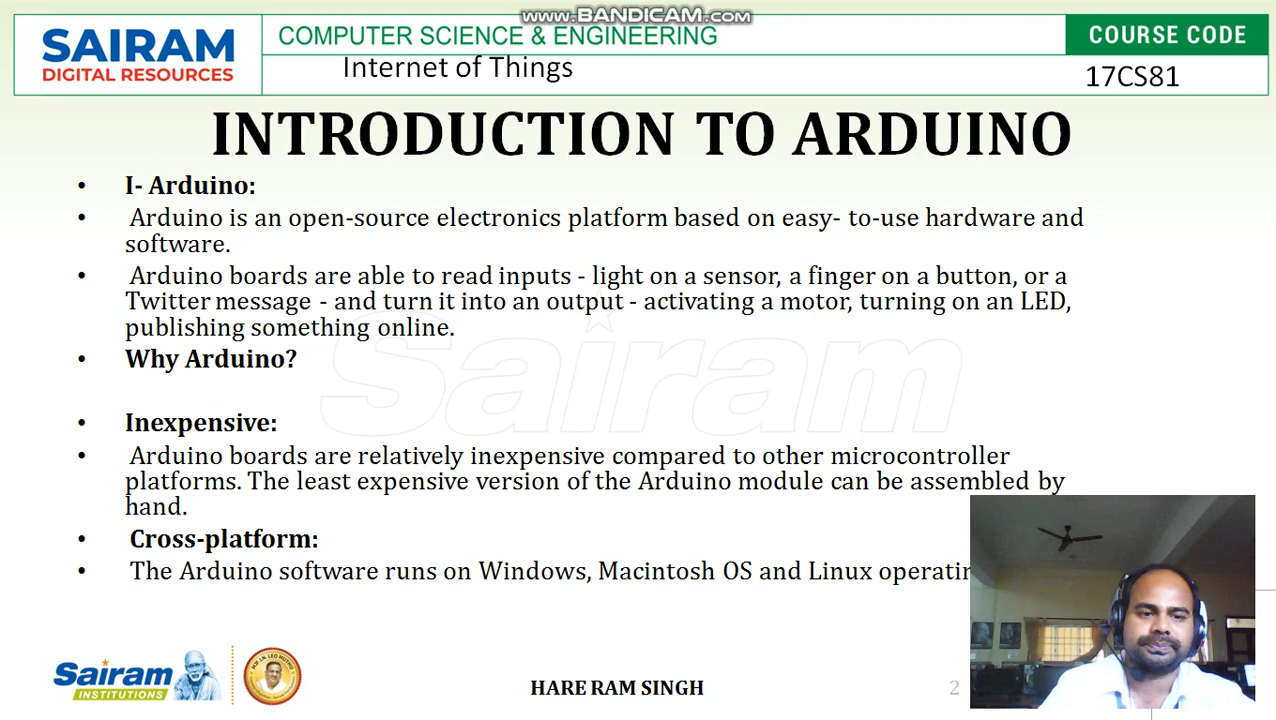 www.BANDICAM.com
SAIRAM
DIGITAL RESOURCES
COMPUTER SCIENCE & ENGINEERING
COURSE CODE
Internet of Things
17CS81
INTRODUCTION TO ARDUINO
• I- Arduino:
• Arduino is an open-source electronics platform based on easy- to-use hardware and
software.
• Arduino boards are able to read inputs - light on a sensor, a finger on a button, or a
Twitter message - and turn it into an output - activating a motor, turning on an LED,
publishing something online.
• Why Arduino?
Sairam
• Inexpensive:
• Arduino boards are relatively inexpensive compared to other microcontroller
platforms. The least expensive version of the Arduino module can be assembled by
hand.
• Cross-platform:
• The Arduino software runs on Windows, Macintosh OS and Linux
Sairam
INSTITUTIONS
HARE RAM SINGH
2